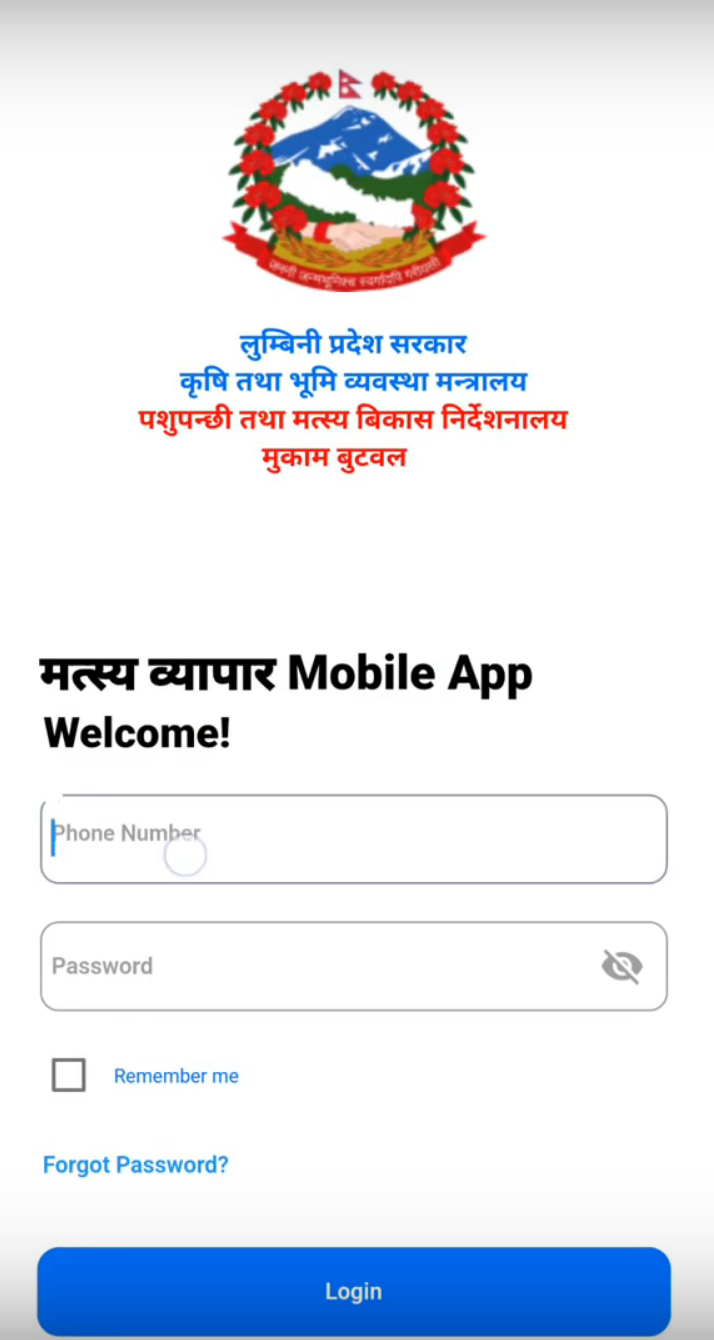 जननी जन्मभूमिश्च स्वर्गादपि गरीयसी
लुम्बिनी प्रदेश सरकार
कृषि तथा भूमि व्यवस्था मन्त्रालय
पशुपन्छी तथा मत्स्य बिकास निर्देशनालय
मुकाम बुटवल
मत्स्य व्यापार Mobile App
Welcome!
Phone Number
Password
Remember me
Forgot Password?
Login